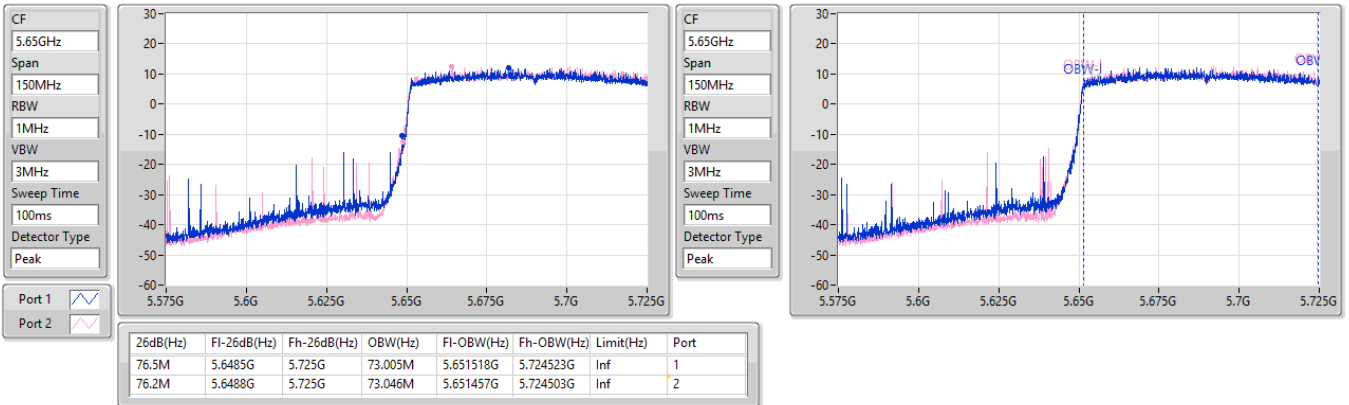 CF
5.65GHz
Span
150MHz
RBW
1MHz
VBW
3MHz
Sweep Time
100ms
Detector Type
Peak
Port 1
Port 2
30
20
10
0
-10
-20
-30
-40
-50
-60
5.575G 5.6G 5.625G 5.65G 5.675G 5.7G 5.725G
CF
5.65GHz
Span
150MHz
RBW
1MHz
VBW
3MHz
Sweep Time
100ms
Detector Type
Peak
30
20
10
0
-10
-20
-30
-40
-50
-60
OBW-
OBW
5.575G 5.6G 5.625G 5.65G 5.675G 5.7G 5.725G
26dB(Hz) Fl-26dB(Hz) Fh-26dB(Hz) OBW(Hz) Fl-OBW(Hz) Fh-OBW(Hz) Limit(Hz) Port
76.5M 5.6485G 5.725G 73.005M 5.651518G 5.724523G Inf 1
76.2M 5.6488G 5.725G 73.046M 5.651457G 5.724503G Inf 2